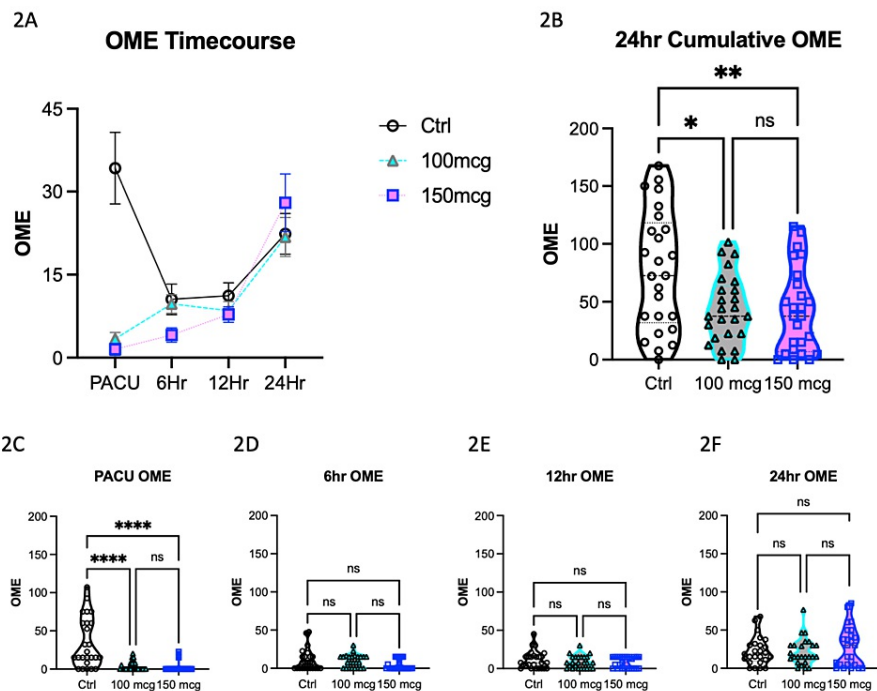 2A
OME Timecourse
45
30
15
0
OME
PACU 6Hr 12Hr 24Hr
Ctrl
100mcg
150mcg
2B
24hr Cumulative OME
**
*
ns
200
150
100
50
0
OME
Ctrl 100 mcg 150 mcg
2C
PACU OME
200
150
100
50
0
OME
****
**** ns
Ctrl 100 mcg 150 mcg
2D
6hr OME
200
150
100
50
0
OME
ns
ns ns
Ctrl 100 mcg 150 mcg
2E
12hr OME
200
150
100
50
0
OME
ns
ns ns
Ctrl 100 mcg 150 mcg
2F
24hr OME
200
150
100
50
0
OME
ns
ns ns
Ctrl 100 mcg 150 mcg